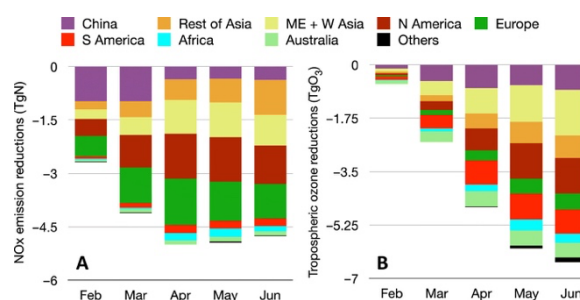 China Rest of Asia ME + W Asia N America Europe
S America Africa Australia Others
NOx emission reductions (TgN)
0
−1.5
−3
−4.5
−6
A
Feb Mar Apr May Jun
Tropospheric ozone reductions (TgO₃)
0
−1.75
−3.5
−5.25
−7
B
Feb Mar Apr May Jun